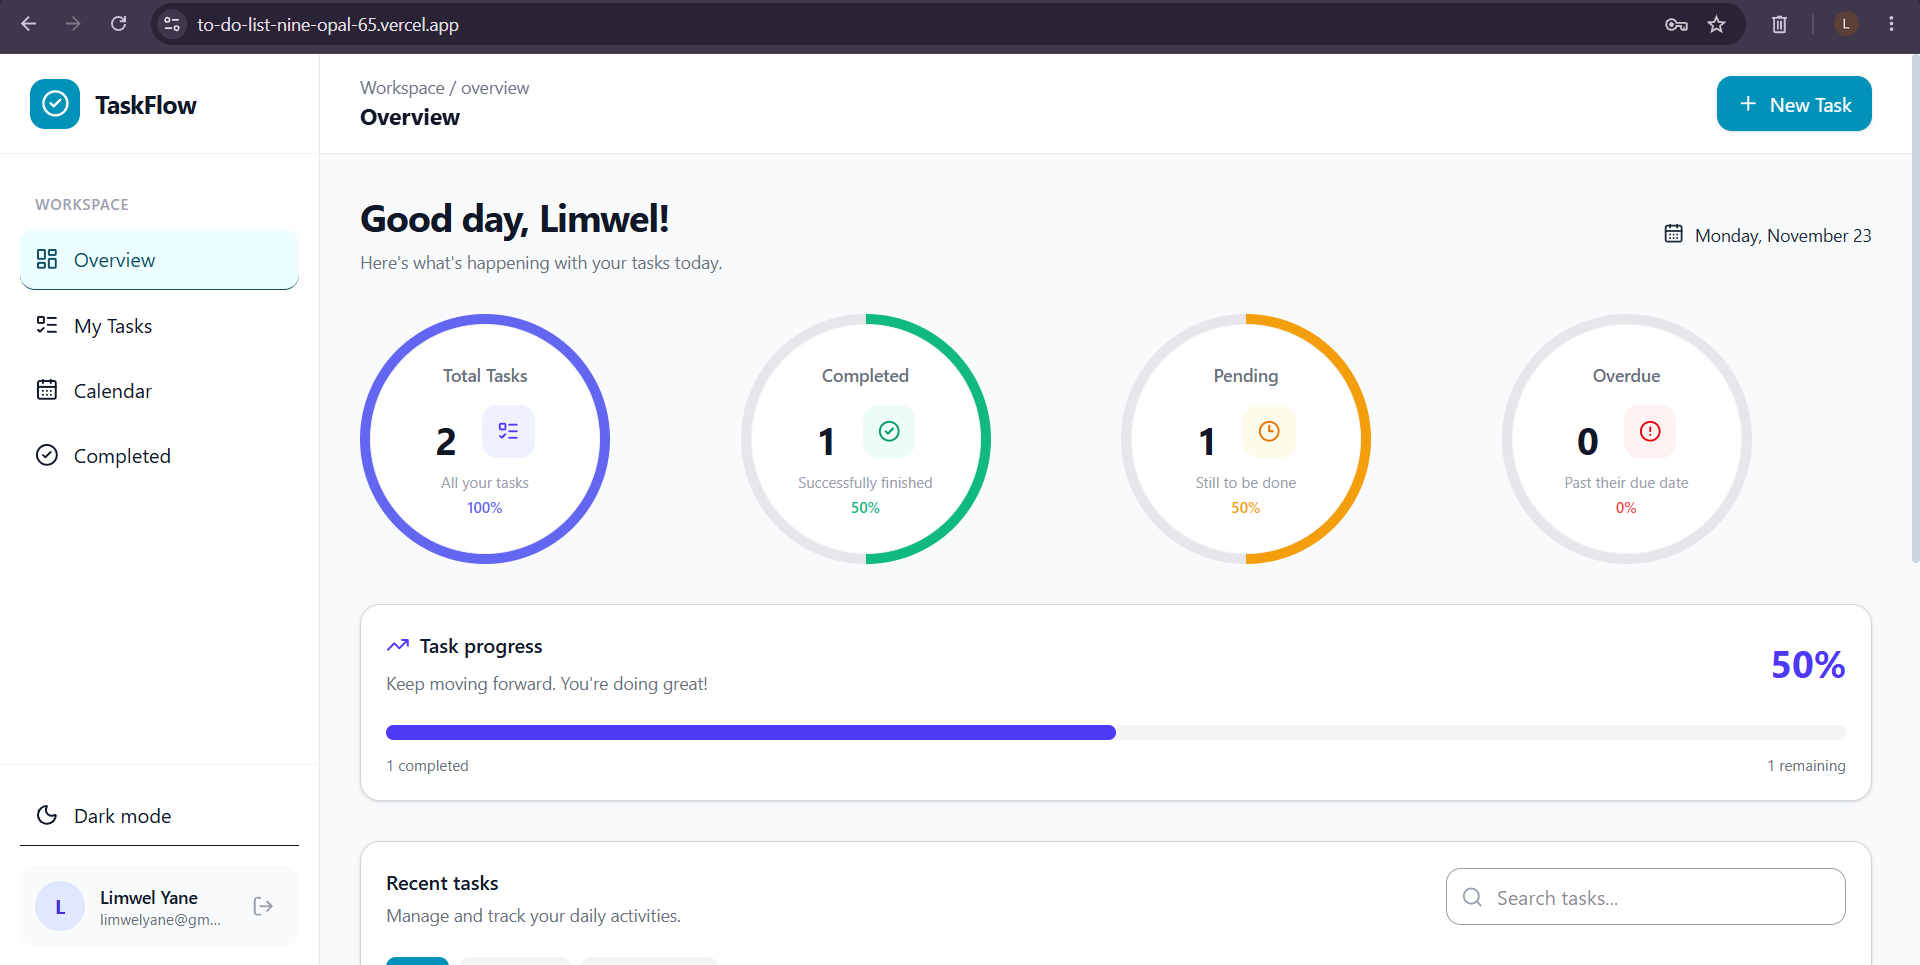 to-do-list-nine-opal-65.vercel.app
L
TaskFlow
WORKSPACE
Overview
My Tasks
Calendar
Completed
Dark mode
L
Limwel Yane
limwelyane@gm...
Workspace / overview
Overview
New Task
Good day, Limwel!
Here's what's happening with your tasks today.
Monday, November 23
Total Tasks
2
All your tasks
100%
Completed
1
Successfully finished
50%
Pending
1
Still to be done
50%
Overdue
0
Past their due date
0%
Task progress
Keep moving forward. You're doing great!
50%
1 completed
1 remaining
Recent tasks
Manage and track your daily activities.
Search tasks...